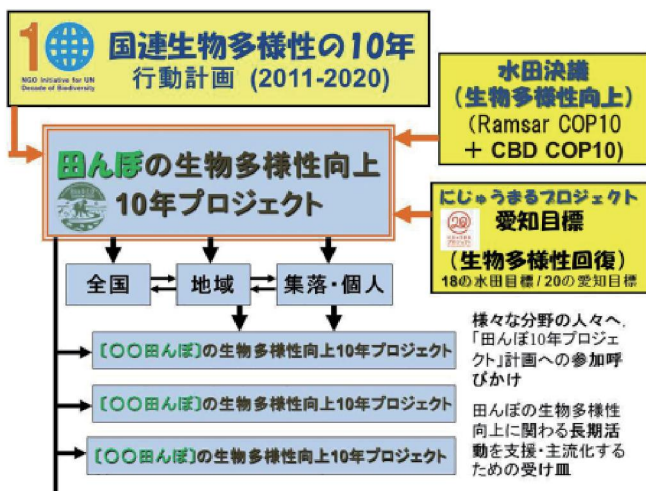 10
NGO Initiative for UN
Decade of Biodiversity
国連生物多様性の10年
行動計画 (2011-2020)
水田決議
(生物多様性向上)
(Ramsar COP10
+ CBD COP10)
田んぼの生物多様性向上
10年プロジェクト
にじゅうまるプロジェクト
愛知目標
(生物多様性回復)
18の水田目標/20の愛知目標
全国
地域
集落・個人
様々な分野の人々へ、
「田んぼ10年プロジェ
クト」計画への参加呼
びかけ
〔〇〇田んぼ〕の生物多様性向上10年プロジェクト
〔〇〇田んぼ〕の生物多様性向上10年プロジェクト
〔〇〇田んぼ〕の生物多様性向上10年プロジェクト
田んぼの生物多様性
向上に関わる長期活
動を支援・主流化する
ための受け皿